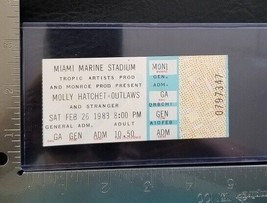 MIAMI MARINE STADIUM
TROPIC ARTISTS PROD
AND MONROE PROD PRESENT
MOLLY HATCHET-OUTLAWS
AND STRANGER
SAT FEB 26 1983 8:00 PM
GENERAL ADM, ADULT
GA GEN ADM 10.50
MON
GEN
ADM
GA
GEN
ADM
0797347